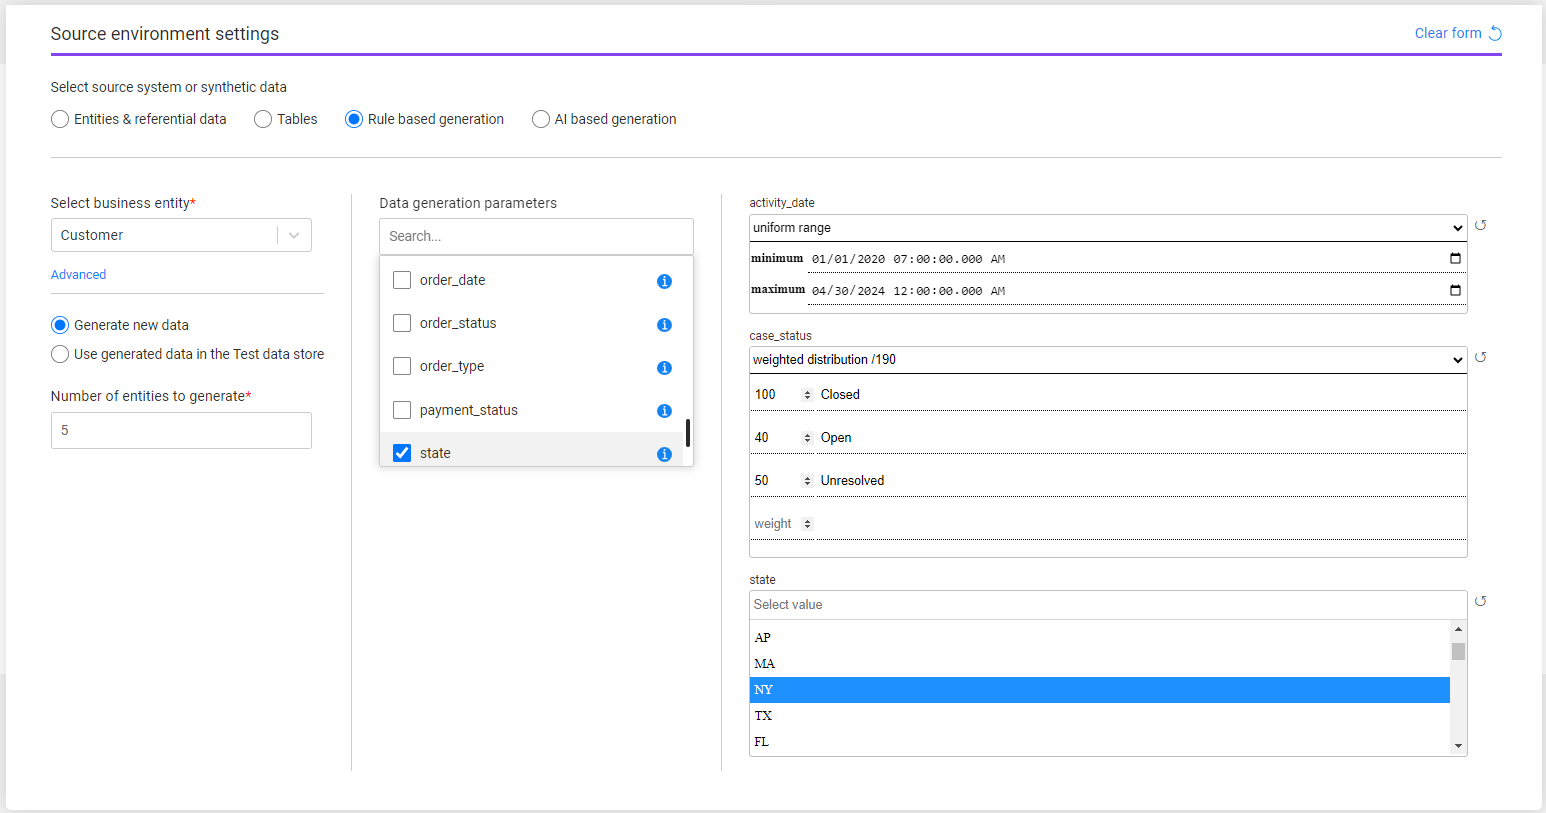 Source environment settings
Clear form
Select source system or synthetic data
Entities & referential data
Tables
Rule based generation
AI based generation
Select business entity*
Customer
Advanced
Generate new data
Use generated data in the Test data store
Number of entities to generate*
5
Data generation parameters
Search...
order_date
order_status
order_type
payment_status
state
activity_date
uniform range
minimum 01/01/2020 07:00:00.000 AM
maximum 04/30/2024 12:00:00.000 AM
case_status
weighted distribution /190
100 Closed
40 Open
50 Unresolved
weight
state
Select value
AP
MA
NY
TX
FL